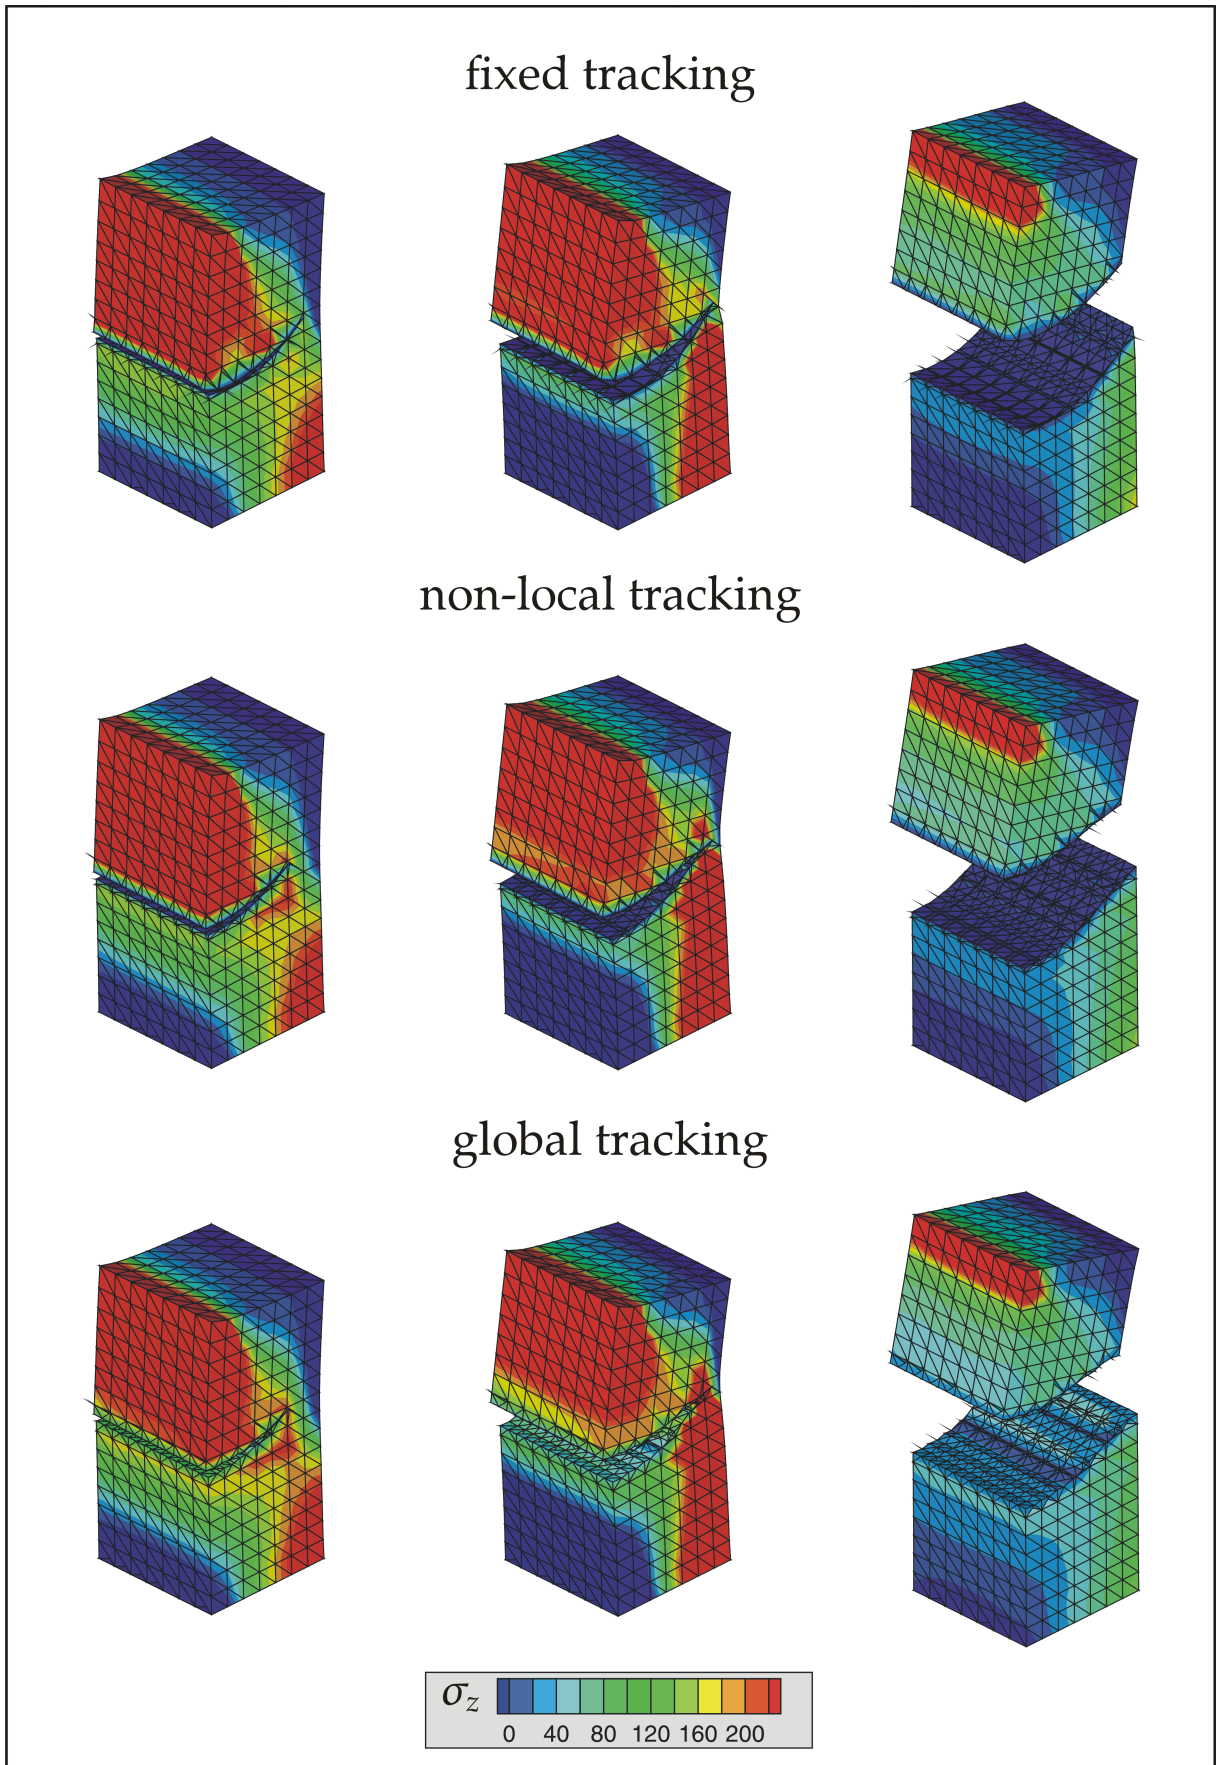 fixed tracking
non-local tracking
global tracking
σz
0 40 80 120 160 200